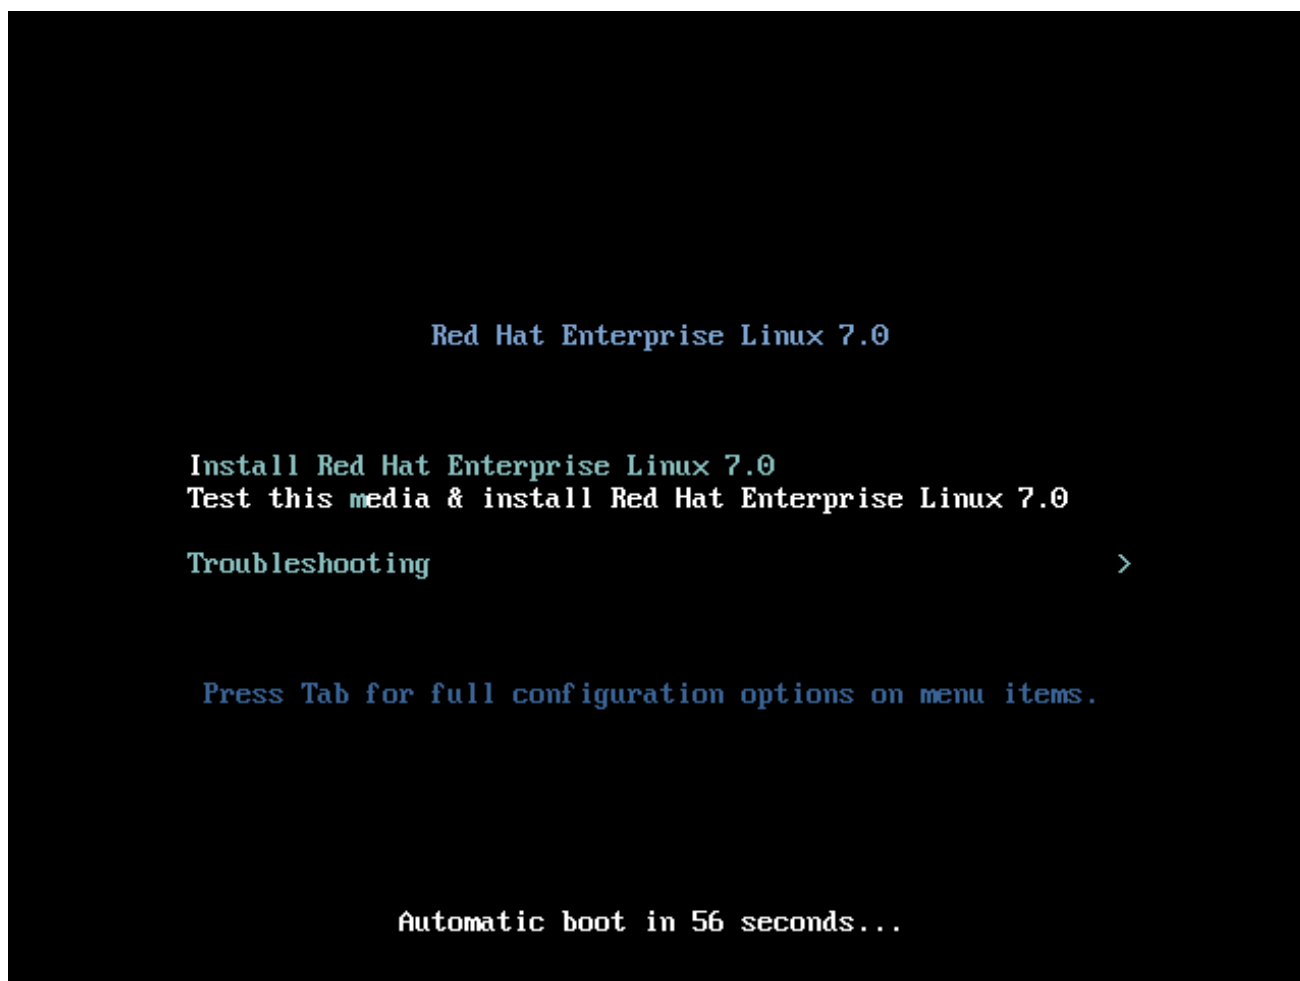 Red Hat Enterprise Linux 7.0
Install Red Hat Enterprise Linux 7.0
Test this media & install Red Hat Enterprise Linux 7.0
Troubleshooting >
Press Tab for full configuration options on menu items.
Automatic boot in 56 seconds...